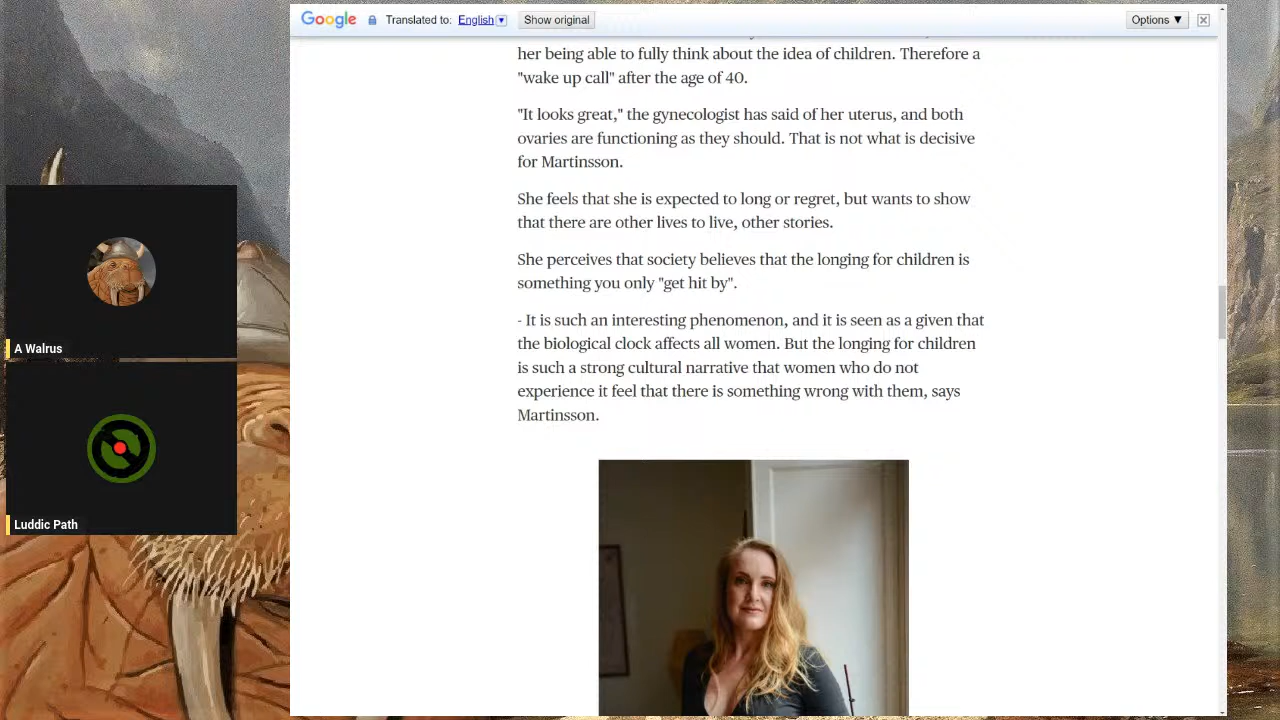 Google Translated to: English Show original Options ▼
her being able to fully think about the idea of children. Therefore a
"wake up call" after the age of 40.
"It looks great," the gynecologist has said of her uterus, and both
ovaries are functioning as they should. That is not what is decisive
for Martinsson.
She feels that she is expected to long or regret, but wants to show
that there are other lives to live, other stories.
She perceives that society believes that the longing for children is
something you only "get hit by".
- It is such an interesting phenomenon, and it is seen as a given that
the biological clock affects all women. But the longing for children
is such a strong cultural narrative that women who do not
experience it feel that there is something wrong with them, says
Martinsson.
A Walrus
Luddic Path